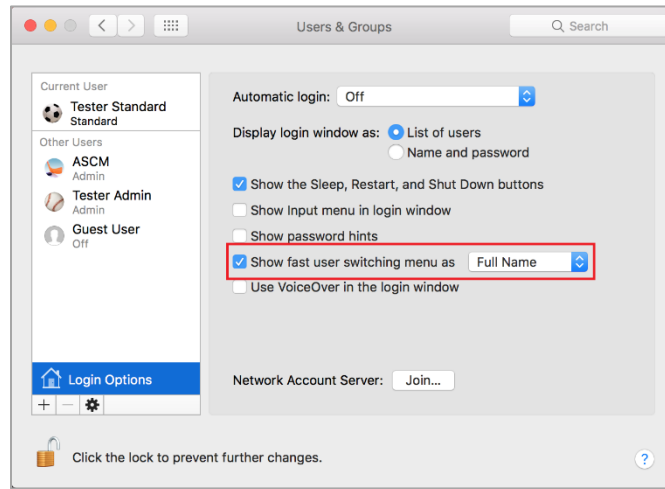 Users & Groups
Search
Current User
Tester Standard
Standard
Other Users
ASCM
Admin
Tester Admin
Admin
Guest User
Off
Login Options
+ −
Automatic login: Off
Display login window as: List of users
Name and password
Show the Sleep, Restart, and Shut Down buttons
Show Input menu in login window
Show password hints
Show fast user switching menu as Full Name
Use VoiceOver in the login window
Network Account Server: Join...
Click the lock to prevent further changes.
?